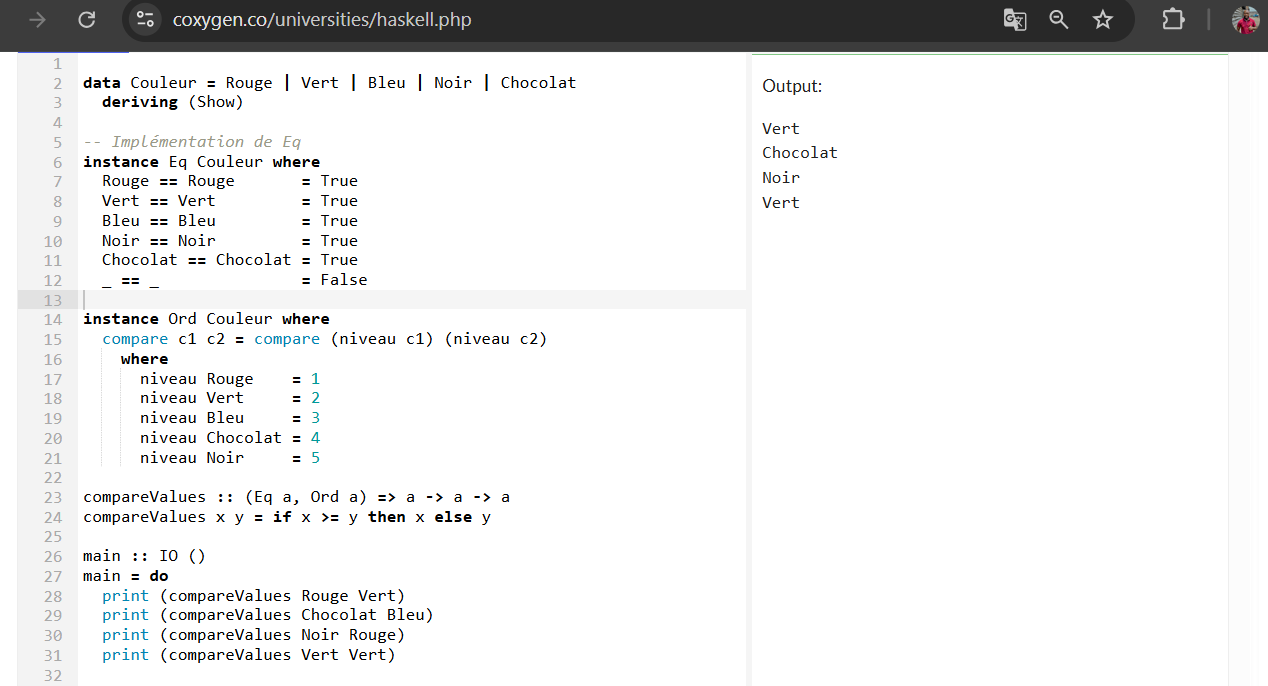 coxygen.co/universities/haskell.php
1
2 data Couleur = Rouge | Vert | Bleu | Noir | Chocolat
3   deriving (Show)
4
5 -- Implémentation de Eq
6 instance Eq Couleur where
7   Rouge == Rouge       = True
8   Vert == Vert         = True
9   Bleu == Bleu         = True
10   Noir == Noir         = True
11   Chocolat == Chocolat = True
12   _ == _               = False
13
14 instance Ord Couleur where
15   compare c1 c2 = compare (niveau c1) (niveau c2)
16     where
17       niveau Rouge    = 1
18       niveau Vert     = 2
19       niveau Bleu     = 3
20       niveau Chocolat = 4
21       niveau Noir     = 5
22
23 compareValues :: (Eq a, Ord a) => a -> a -> a
24 compareValues x y = if x >= y then x else y
25
26 main :: IO ()
27 main = do
28   print (compareValues Rouge Vert)
29   print (compareValues Chocolat Bleu)
30   print (compareValues Noir Rouge)
31   print (compareValues Vert Vert)
32
Output:
Vert
Chocolat
Noir
Vert